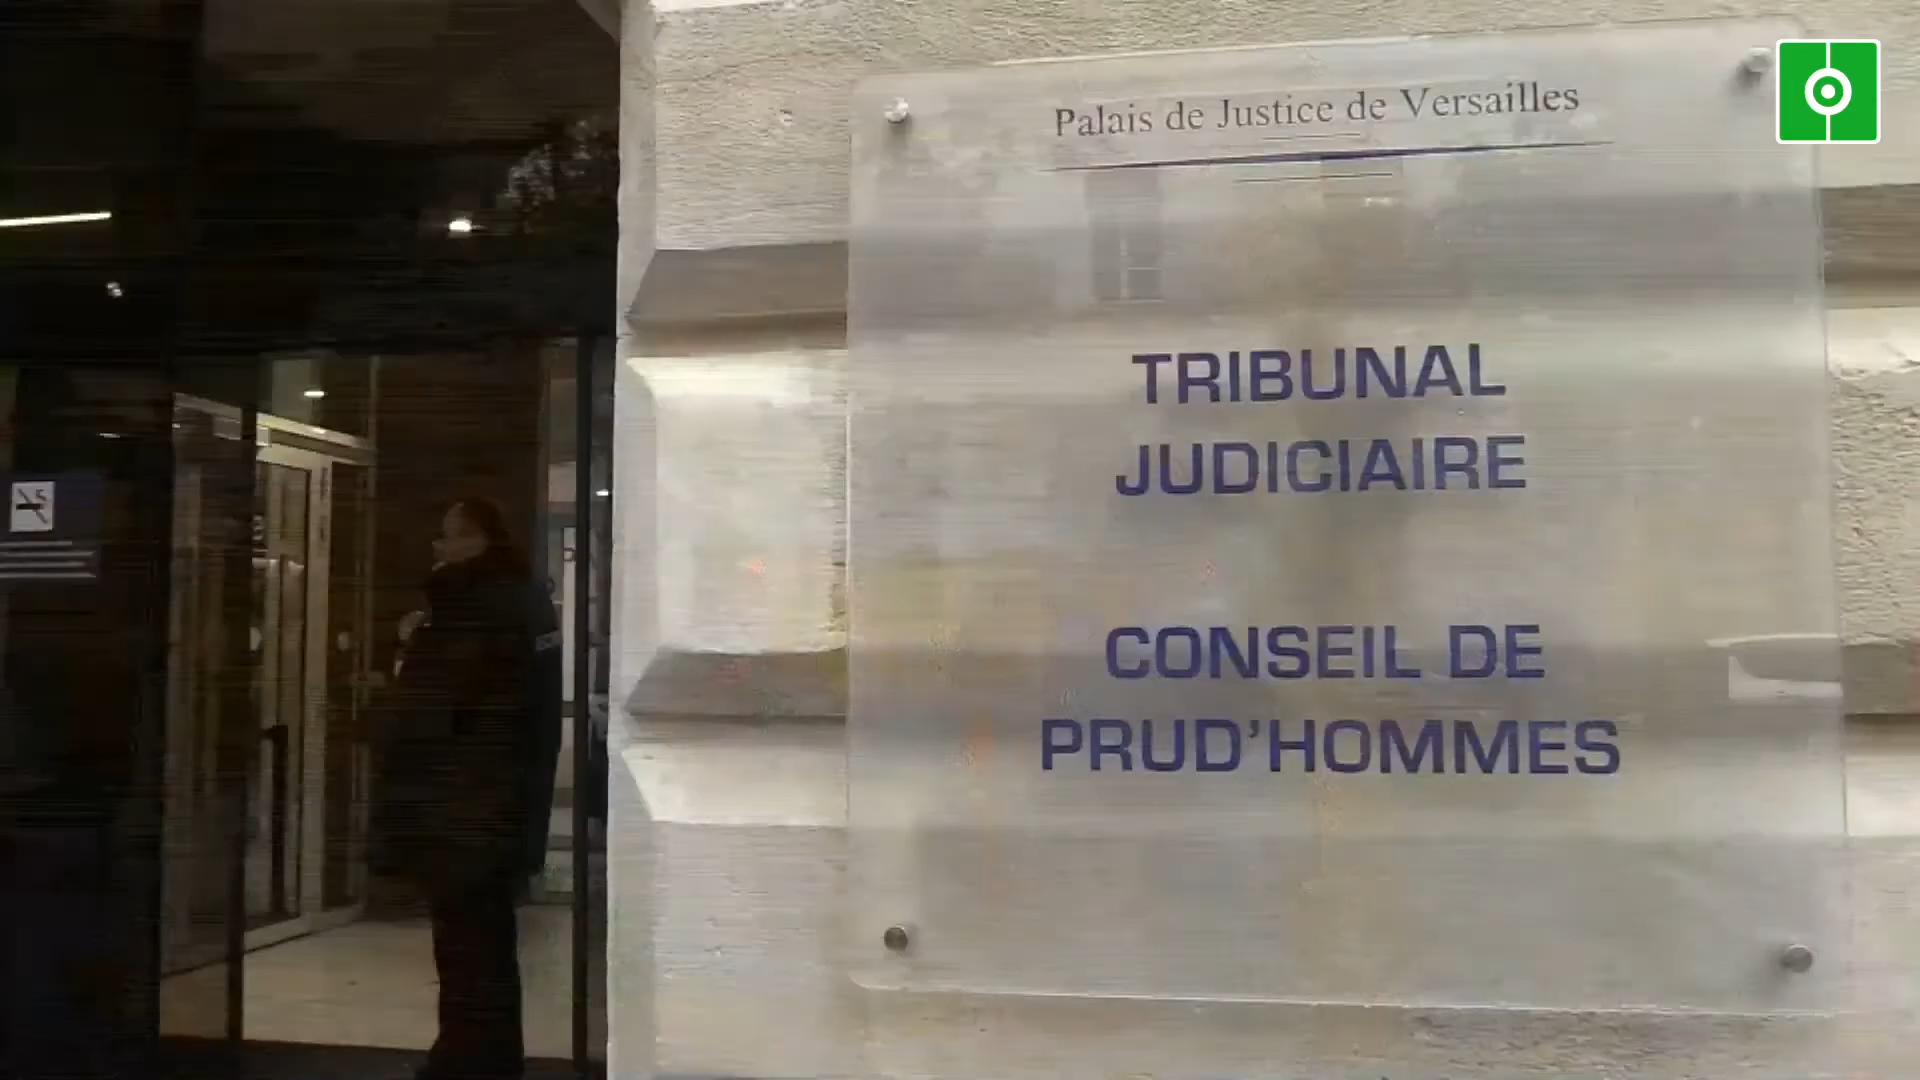 Palais de Justice de Versailles
TRIBUNAL
JUDICIAIRE
CONSEIL DE
PRUD'HOMMES